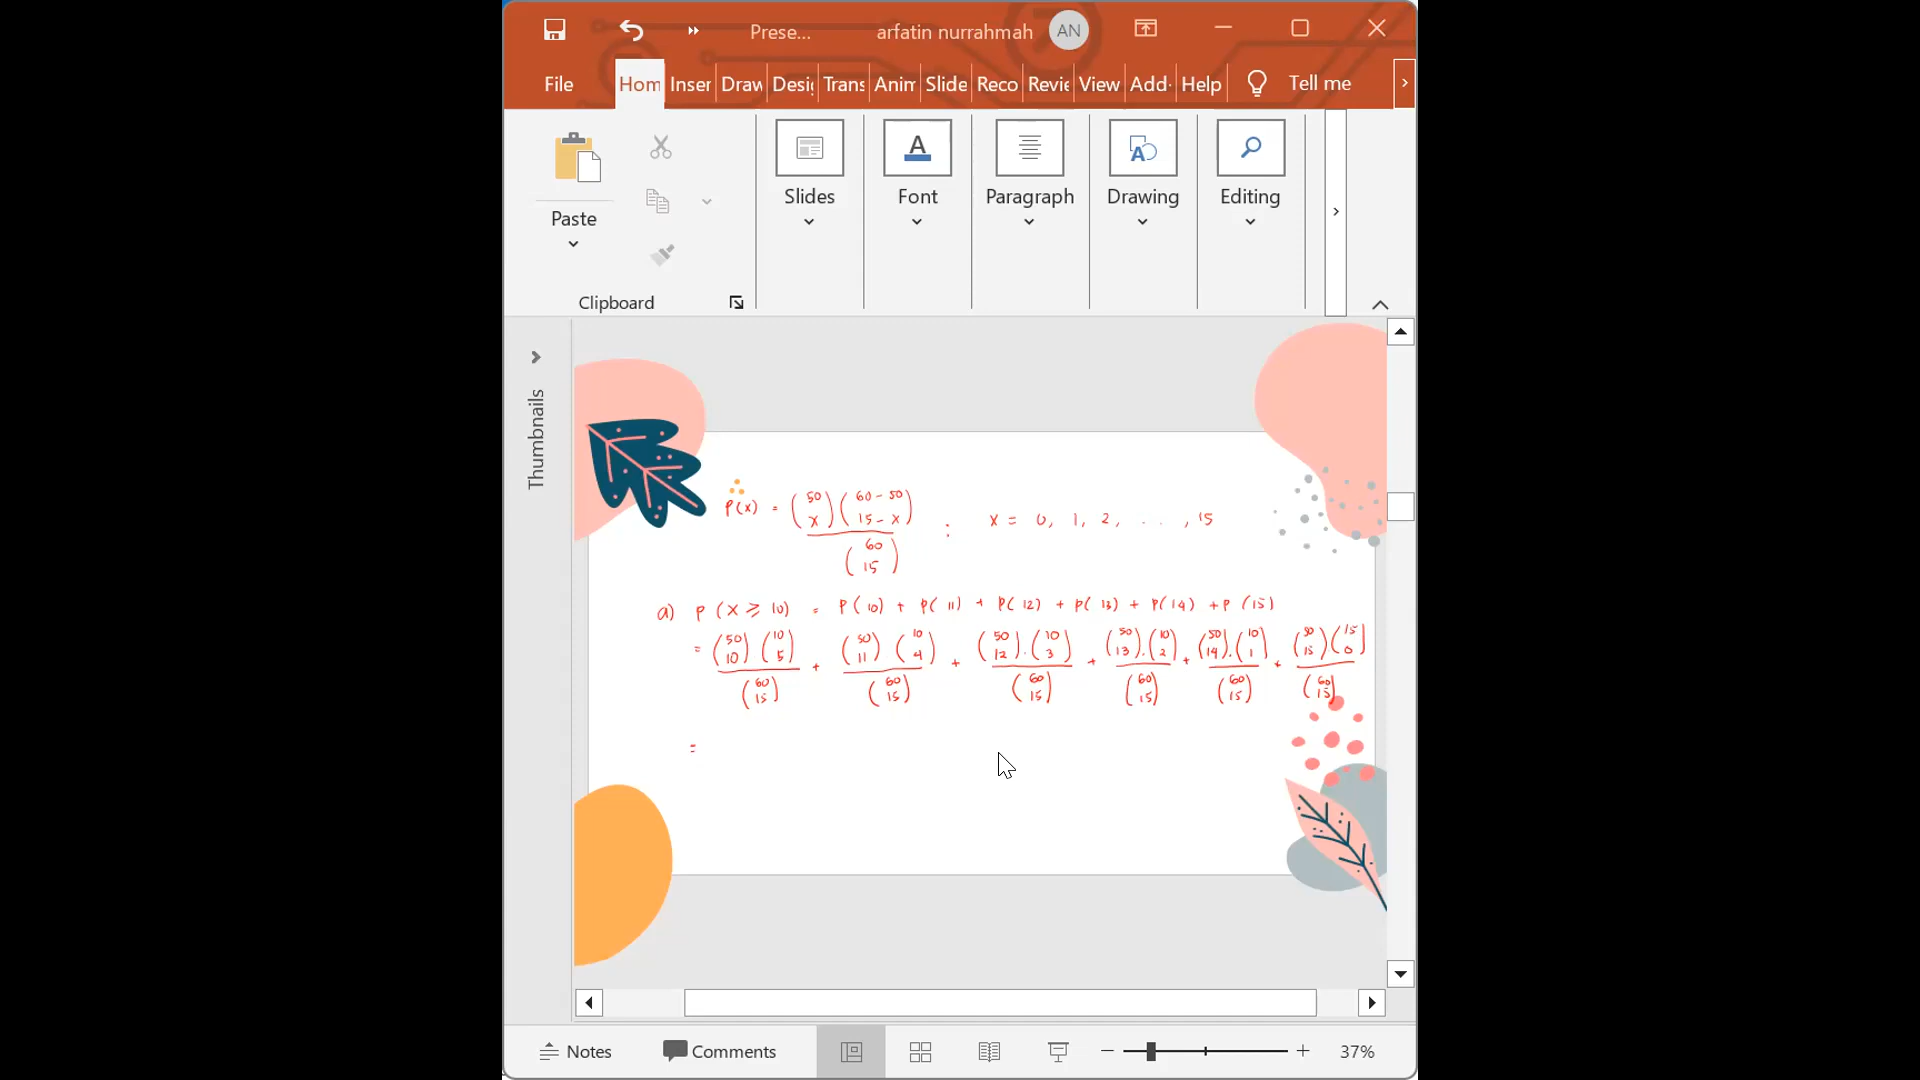 Prese... arfatin nurrahmah AN
File Hom Inser Draw Desi Trans Anim Slide Reco Revie View Add- Help Tell me
Paste
Clipboard
Slides Font Paragraph Drawing Editing
Thumbnails
P(x) = (50 x)(60-50 15-x) / (60 15) : x = 0, 1, 2, ..., 15
a) P(X ≥ 10) = P(10) + P(11) + P(12) + P(13) + P(14) + P(15)
= (50 10)(10 5) / (60 15) + (50 11)(10 4) / (60 15) + (50 12).(10 3) / (60 15) + (50 13).(10 2) / (60 15) + (50 14).(10 1) / (60 15) + (50 15)(15 0) / (60 15)
=
Notes Comments 37%